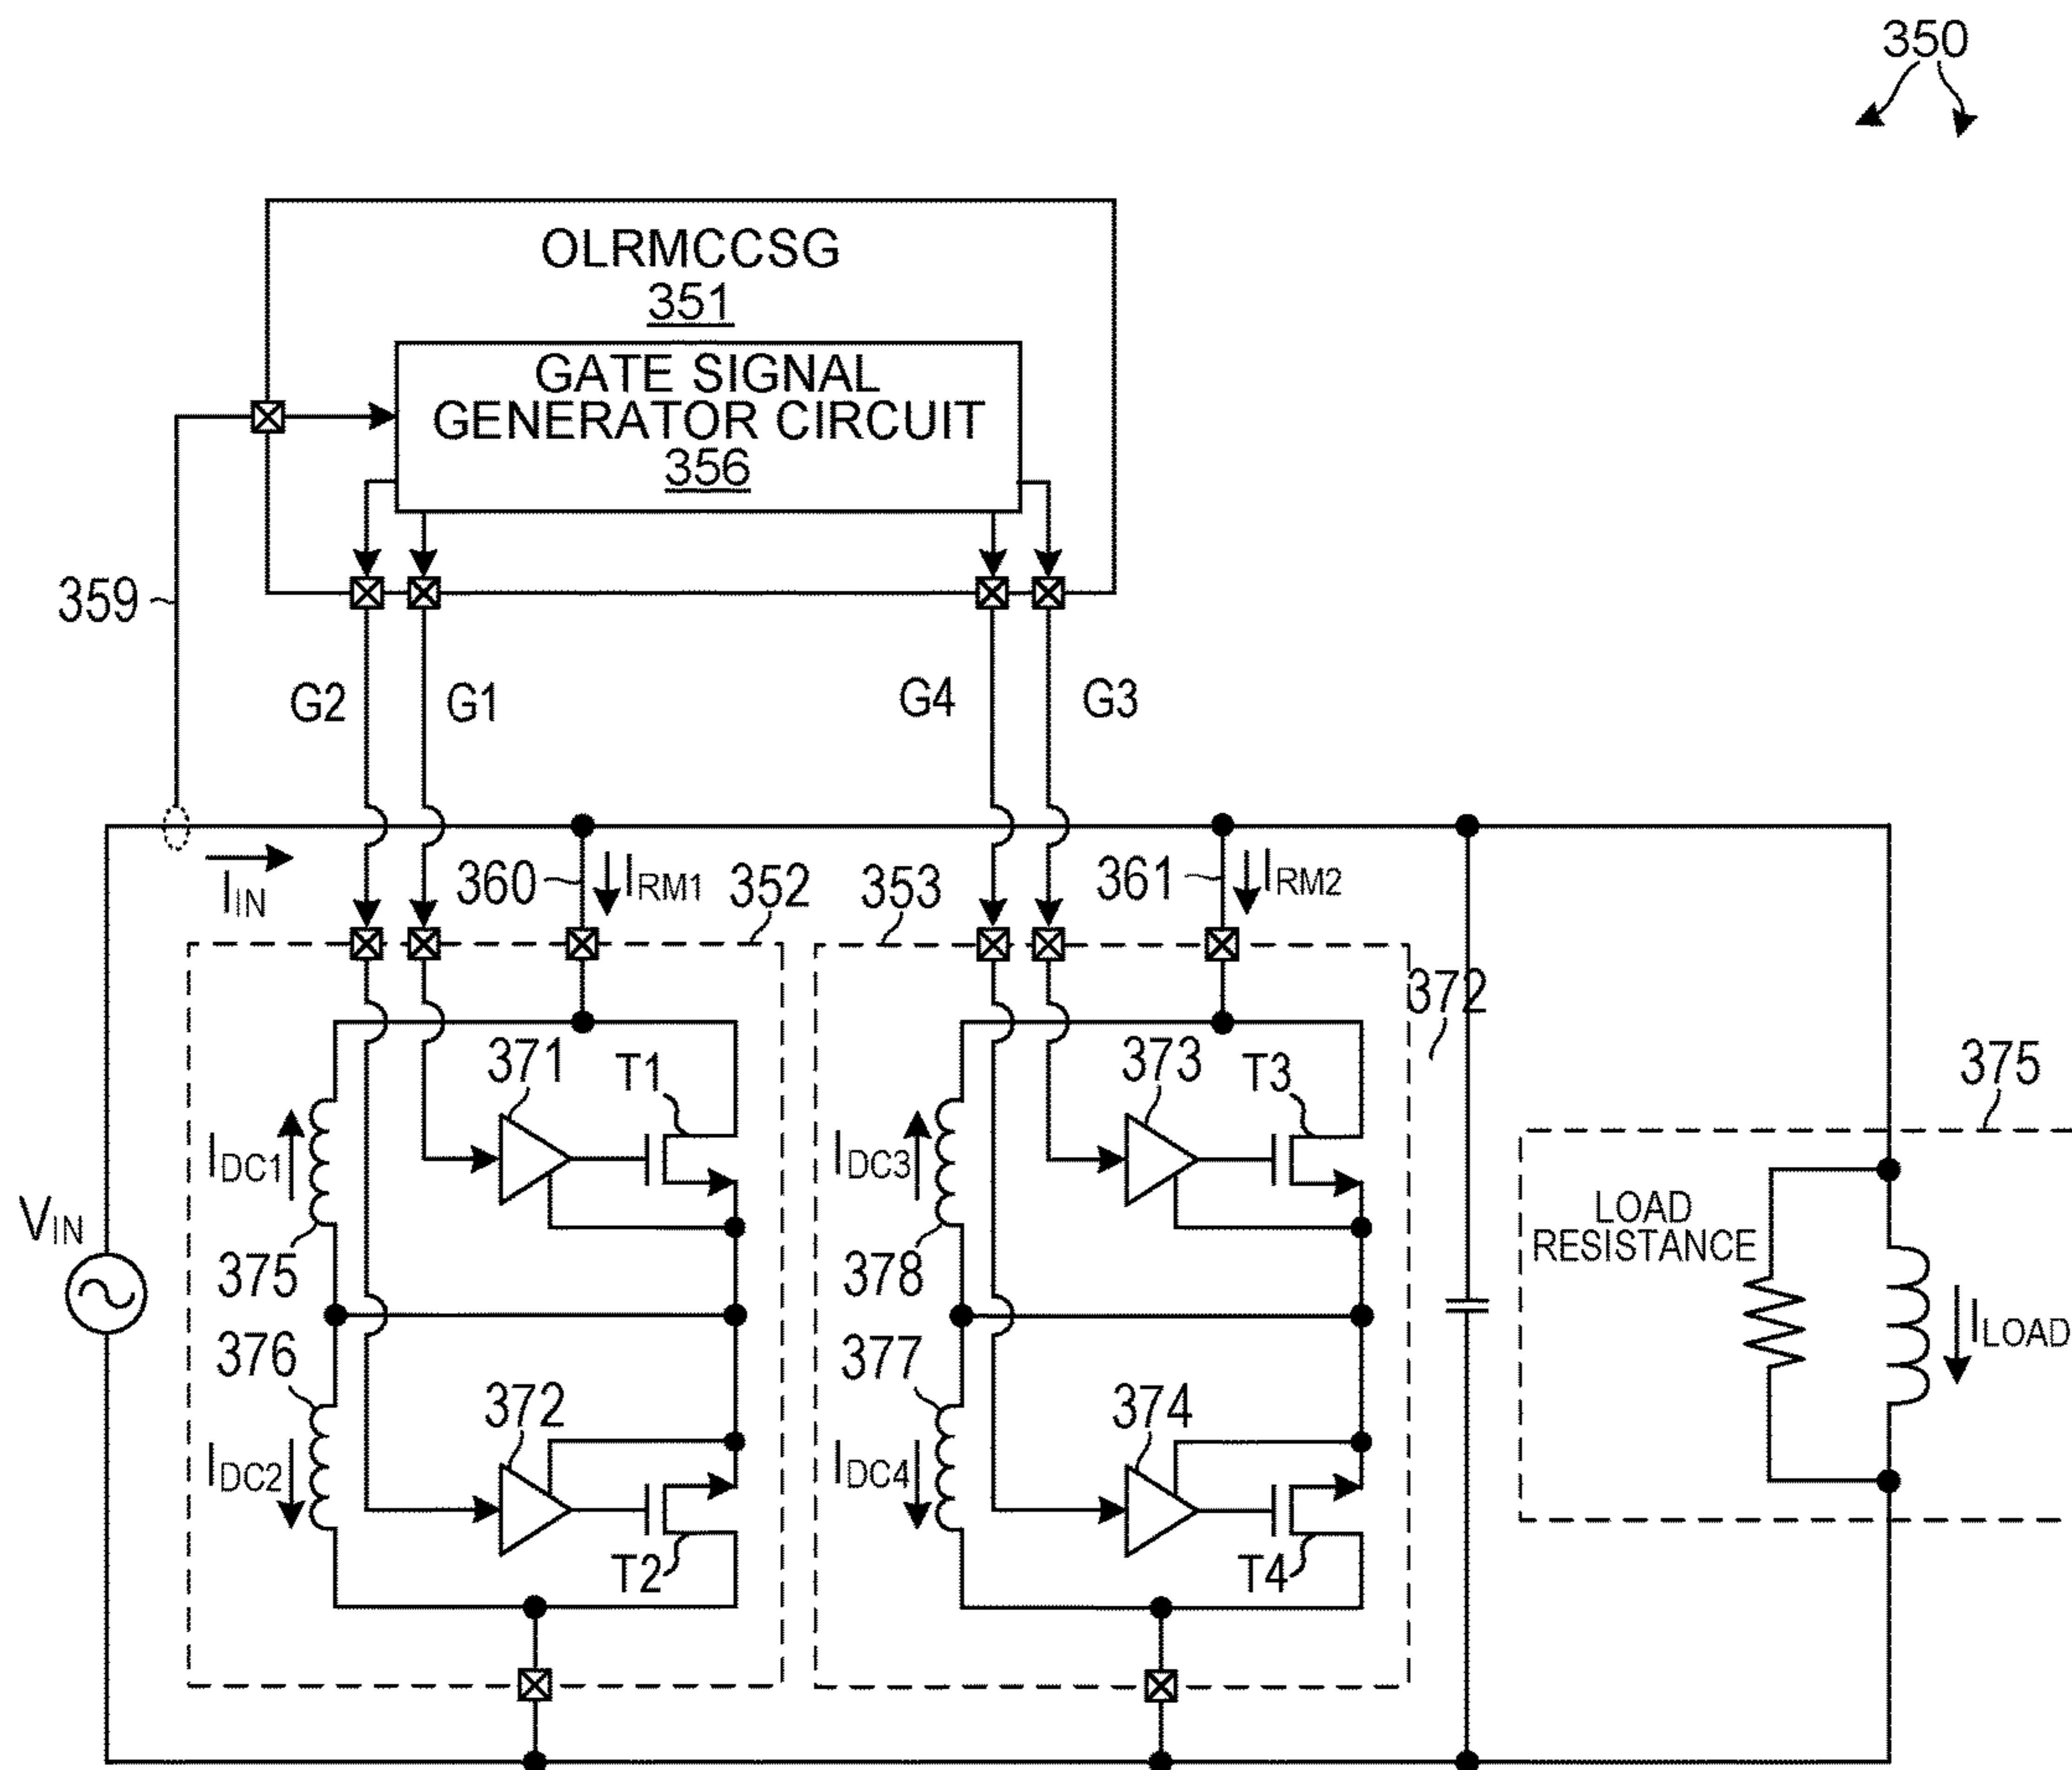 350
OLRMCCSG
351
GATE SIGNAL
GENERATOR CIRCUIT
356
359
G2
G1
G4
G3
IIN
360
IRM1
352
353
361
IRM2
372
371
T1
373
T3
375
IDC1
IDC3
VIN
LOAD
RESISTANCE
375
378
ILOAD
376
377
372
374
IDC2
IDC4
T2
T4